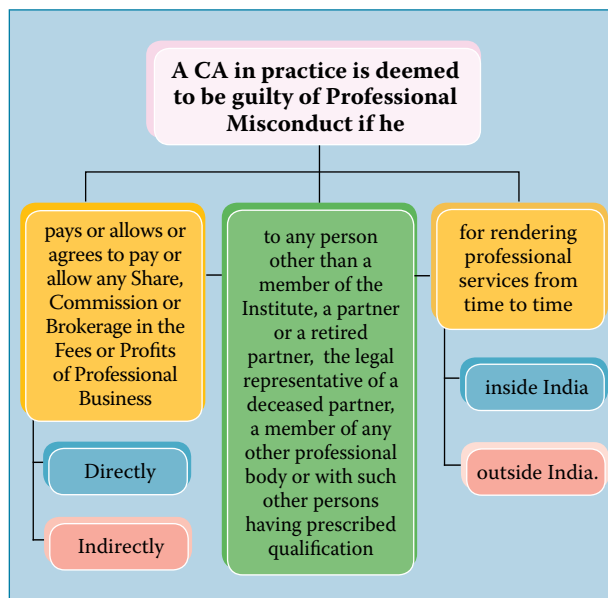 A CA in practice is deemed
to be guilty of Professional
Misconduct if he
pays or allows or
agrees to pay or
allow any Share,
Commission or
Brokerage in the
Fees or Profits
of Professional
Business
Directly
Indirectly
to any person
other than a
member of the
Institute, a partner
or a retired
partner, the legal
representative of a
deceased partner,
a member of any
other professional
body or with such
other persons
having prescribed
qualification
for rendering
professional
services from
time to time
inside India
outside India.